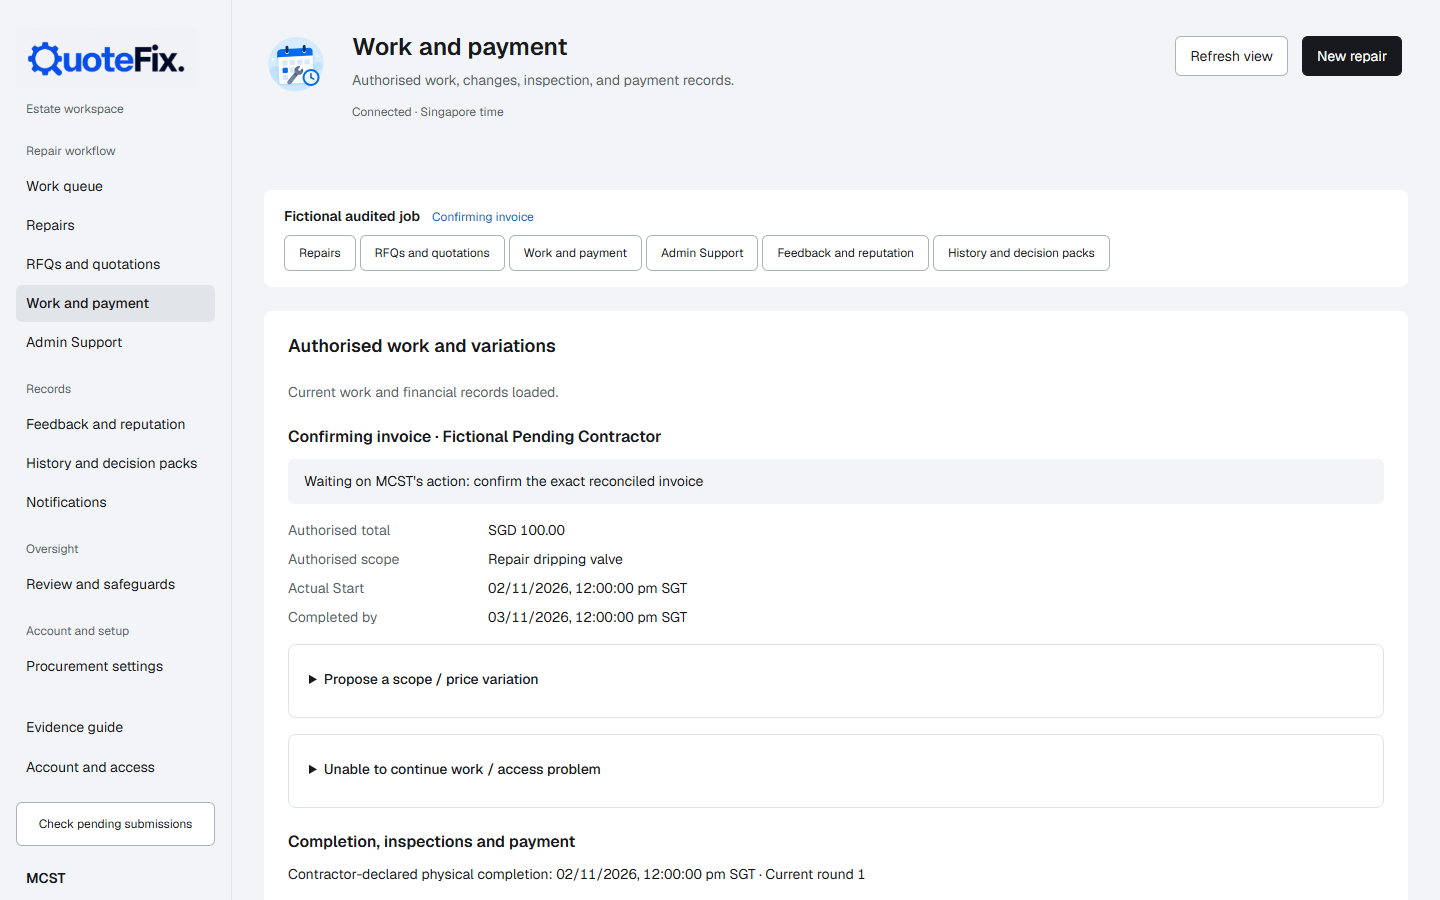 QuoteFix.
Estate workspace
Repair workflow
Work queue
Repairs
RFQs and quotations
Work and payment
Admin Support
Records
Feedback and reputation
History and decision packs
Notifications
Oversight
Review and safeguards
Account and setup
Procurement settings
Evidence guide
Account and access
Check pending submissions
MCST
Work and payment
Authorised work, changes, inspection, and payment records.
Connected · Singapore time
Refresh view
New repair
Fictional audited job Confirming invoice
Repairs RFQs and quotations Work and payment Admin Support Feedback and reputation History and decision packs
Authorised work and variations
Current work and financial records loaded.
Confirming invoice · Fictional Pending Contractor
Waiting on MCST's action: confirm the exact reconciled invoice
Authorised total SGD 100.00
Authorised scope Repair dripping valve
Actual Start 02/11/2026, 12:00:00 pm SGT
Completed by 03/11/2026, 12:00:00 pm SGT
Propose a scope / price variation
Unable to continue work / access problem
Completion, inspections and payment
Contractor-declared physical completion: 02/11/2026, 12:00:00 pm SGT · Current round 1